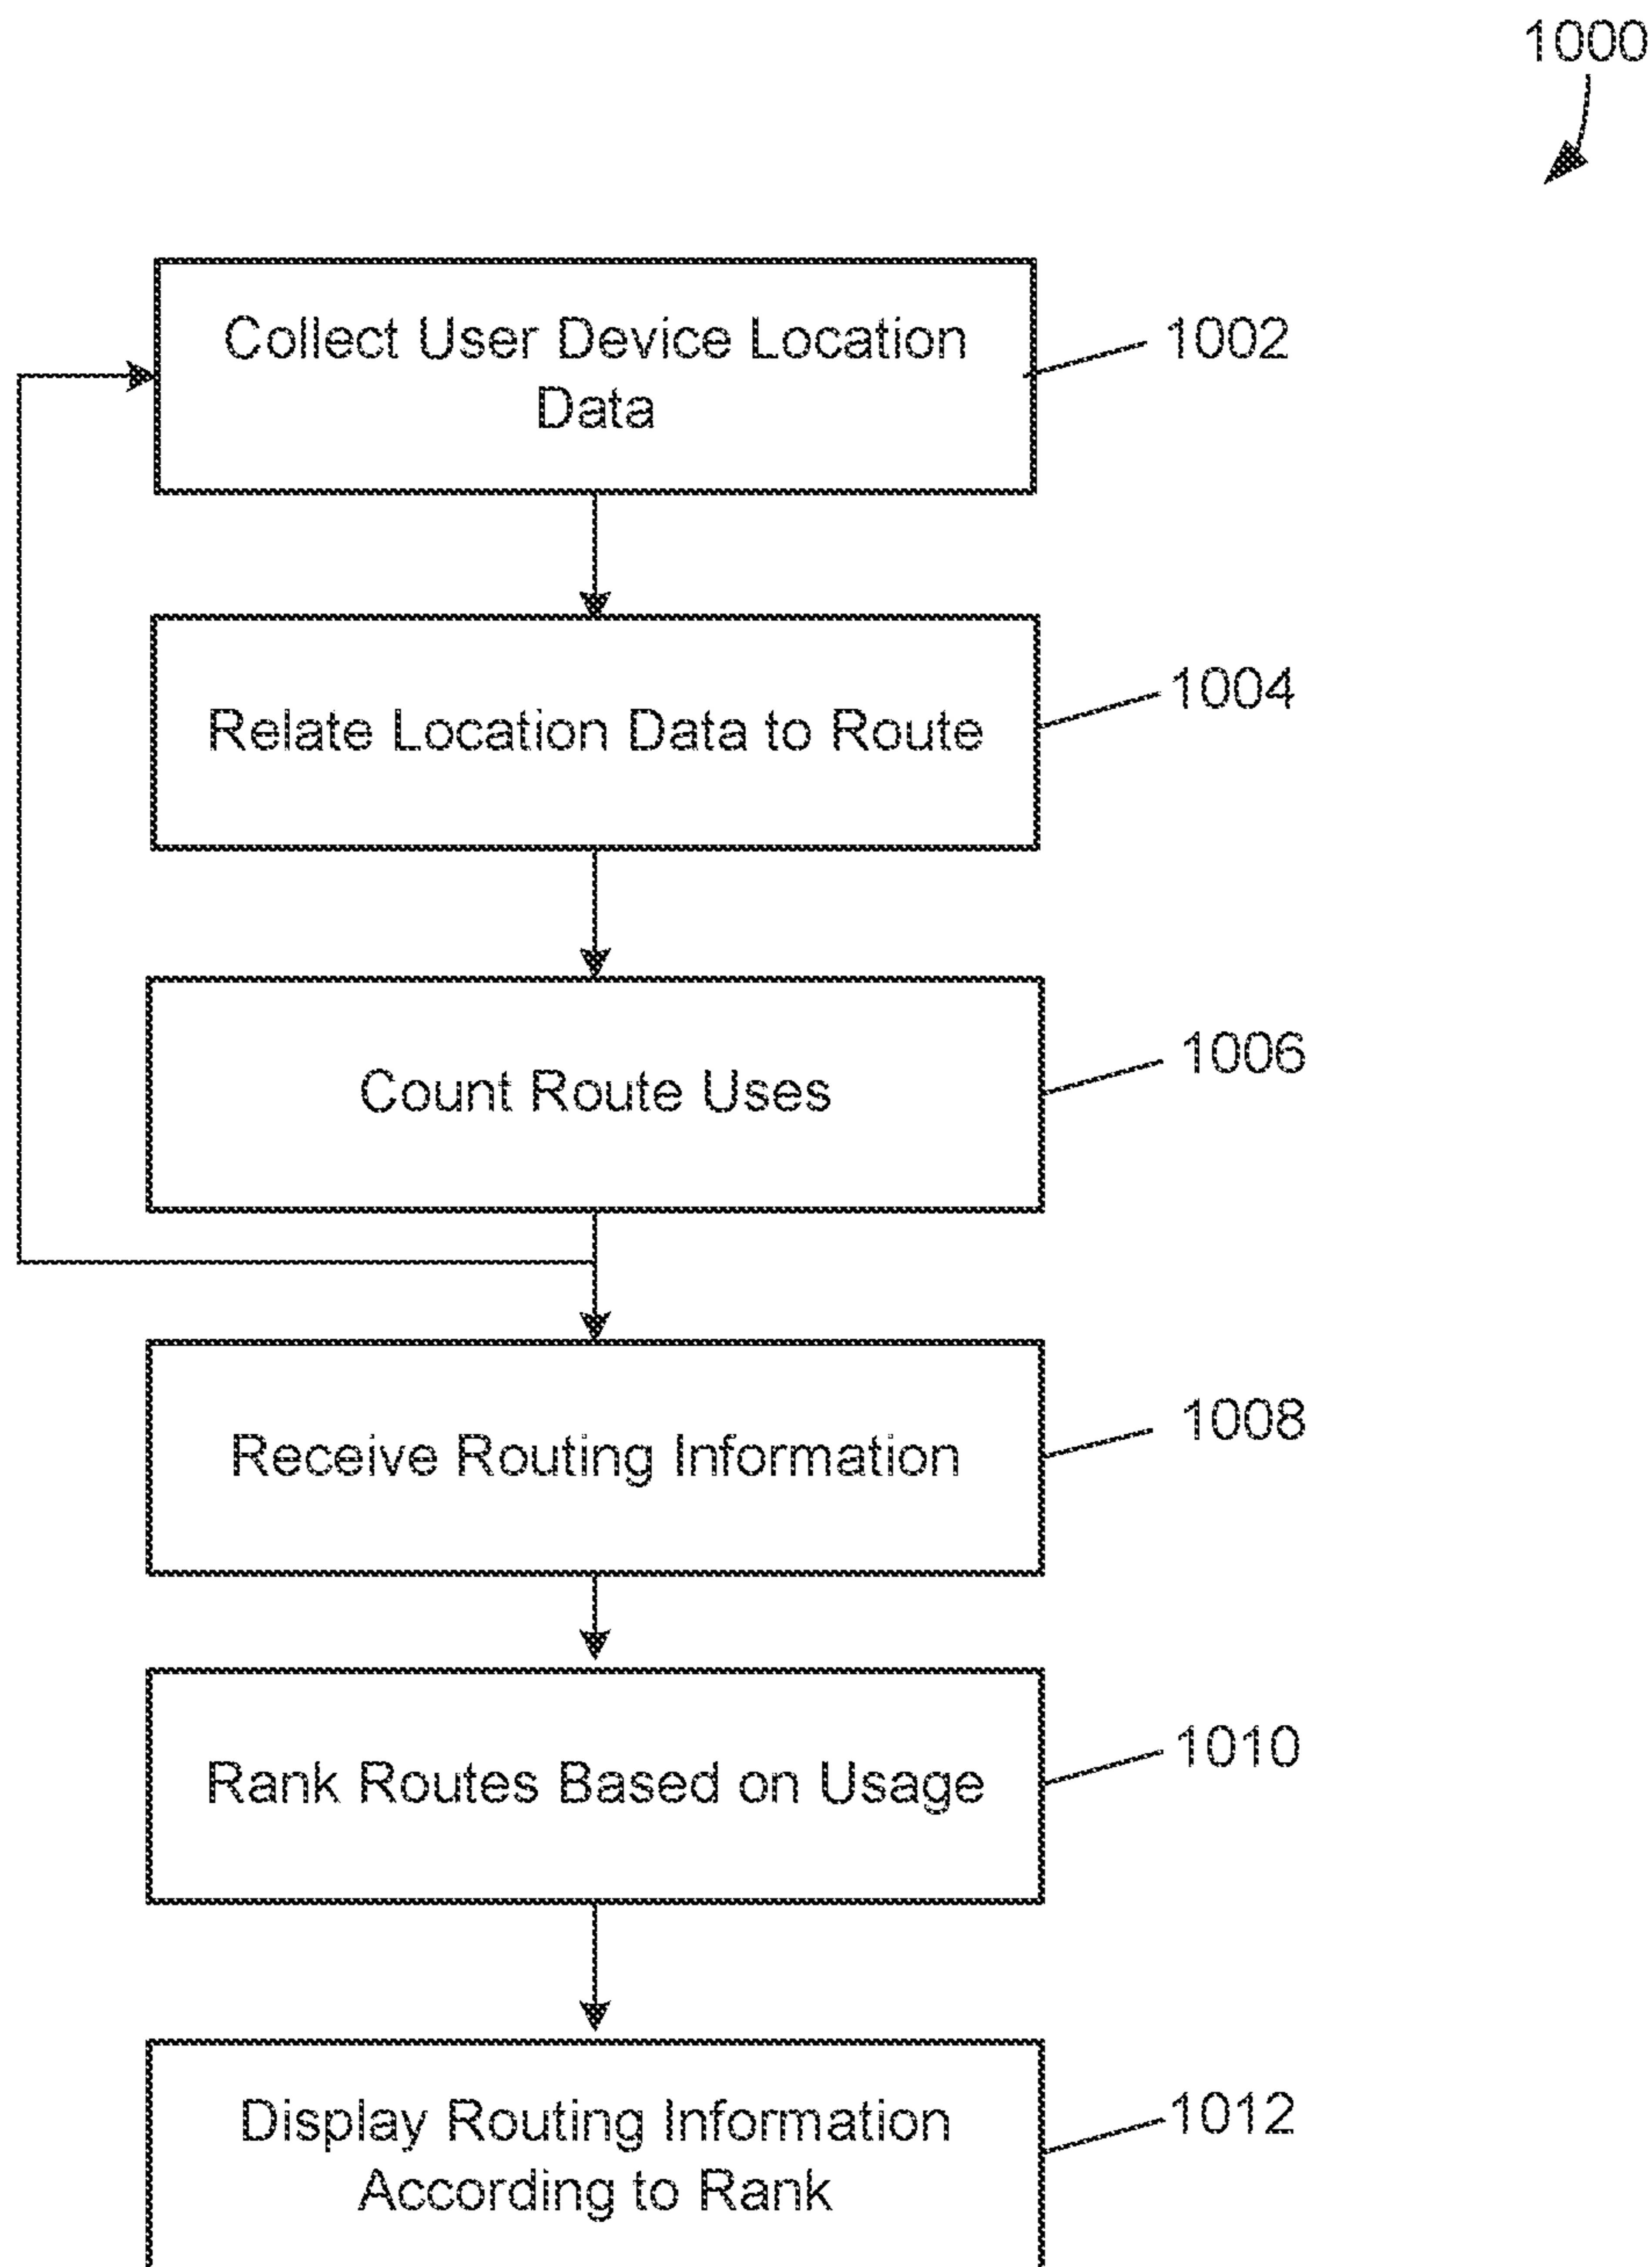 1000
Collect User Device Location
Data
1002
Relate Location Data to Route
1004
Count Route Uses
1006
Receive Routing Information
1008
Rank Routes Based on Usage
1010
Display Routing Information
According to Rank
1012